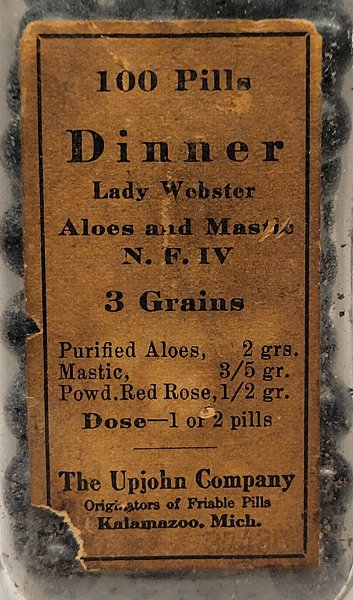 100 Pills
Dinner
Lady Webster
Aloes and Mastic
N. F. IV
3 Grains
Purified Aloes, 2 grs.
Mastic, 3/5 gr.
Powd. Red Rose, 1/2 gr.
Dose—1 or 2 pills
The Upjohn Company
Originators of Friable Pills
Kalamazoo, Mich.